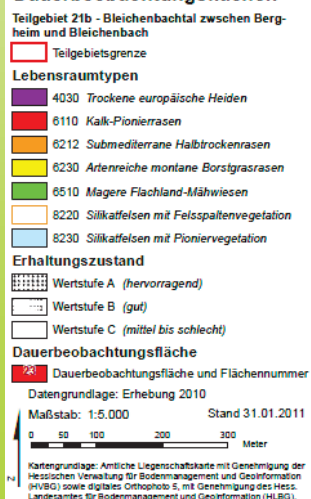 Dauerbeobachtungsflächen
Teilgebiet 21b - Bleichenbachtal zwschen Berg-
heim und Bleichenbach
Teilgebietsgrenze
Lebensraumtypen
4030 Trockene europäische Heiden
6110 Kalk-Pionierrasen
6212 Submediterrane Halbtrockenrasen
6230 Artenreiche montane Borstgrasrasen
6510 Magere Flachland-Mähwiesen
8220 Silikatfelsen mit Felsspaltenvegetation
8230 Silikatfelsen mit Pioniervegetation
Erhaltungszustand
Wertstufe A (hervorragend)
Wertstufe B (gut)
Wertstufe C (mittel bis schlecht)
Dauerbeobachtungsfläche
Dauerbeobachtungsfläche und Flächennummer
Datengrundlage: Erhebung 2010
Maßstab: 1:5.000 Stand 31.01.2011
0 50 100 200 300
Meter
N
Kartengrundlage: Amtliche Liegenschaftskarte mit Genehmigung der
Hessischen Verwaltung für Bodenmanagement und Geoinformation
(HVBG) sowie digitales Orthophoto 5, mit Genehmigung des Hess.
Landesamtes für Bodenmanagement und Geoinformation (HLBG).